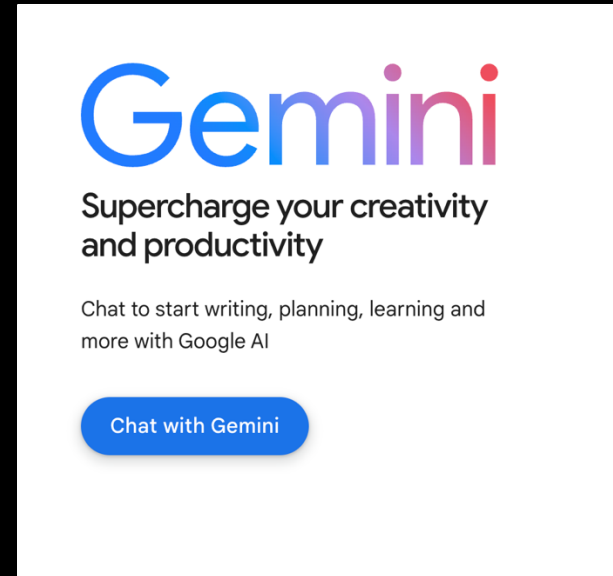 Gemini
Supercharge your creativity
and productivity
Chat to start writing, planning, learning and
more with Google AI
Chat with Gemini